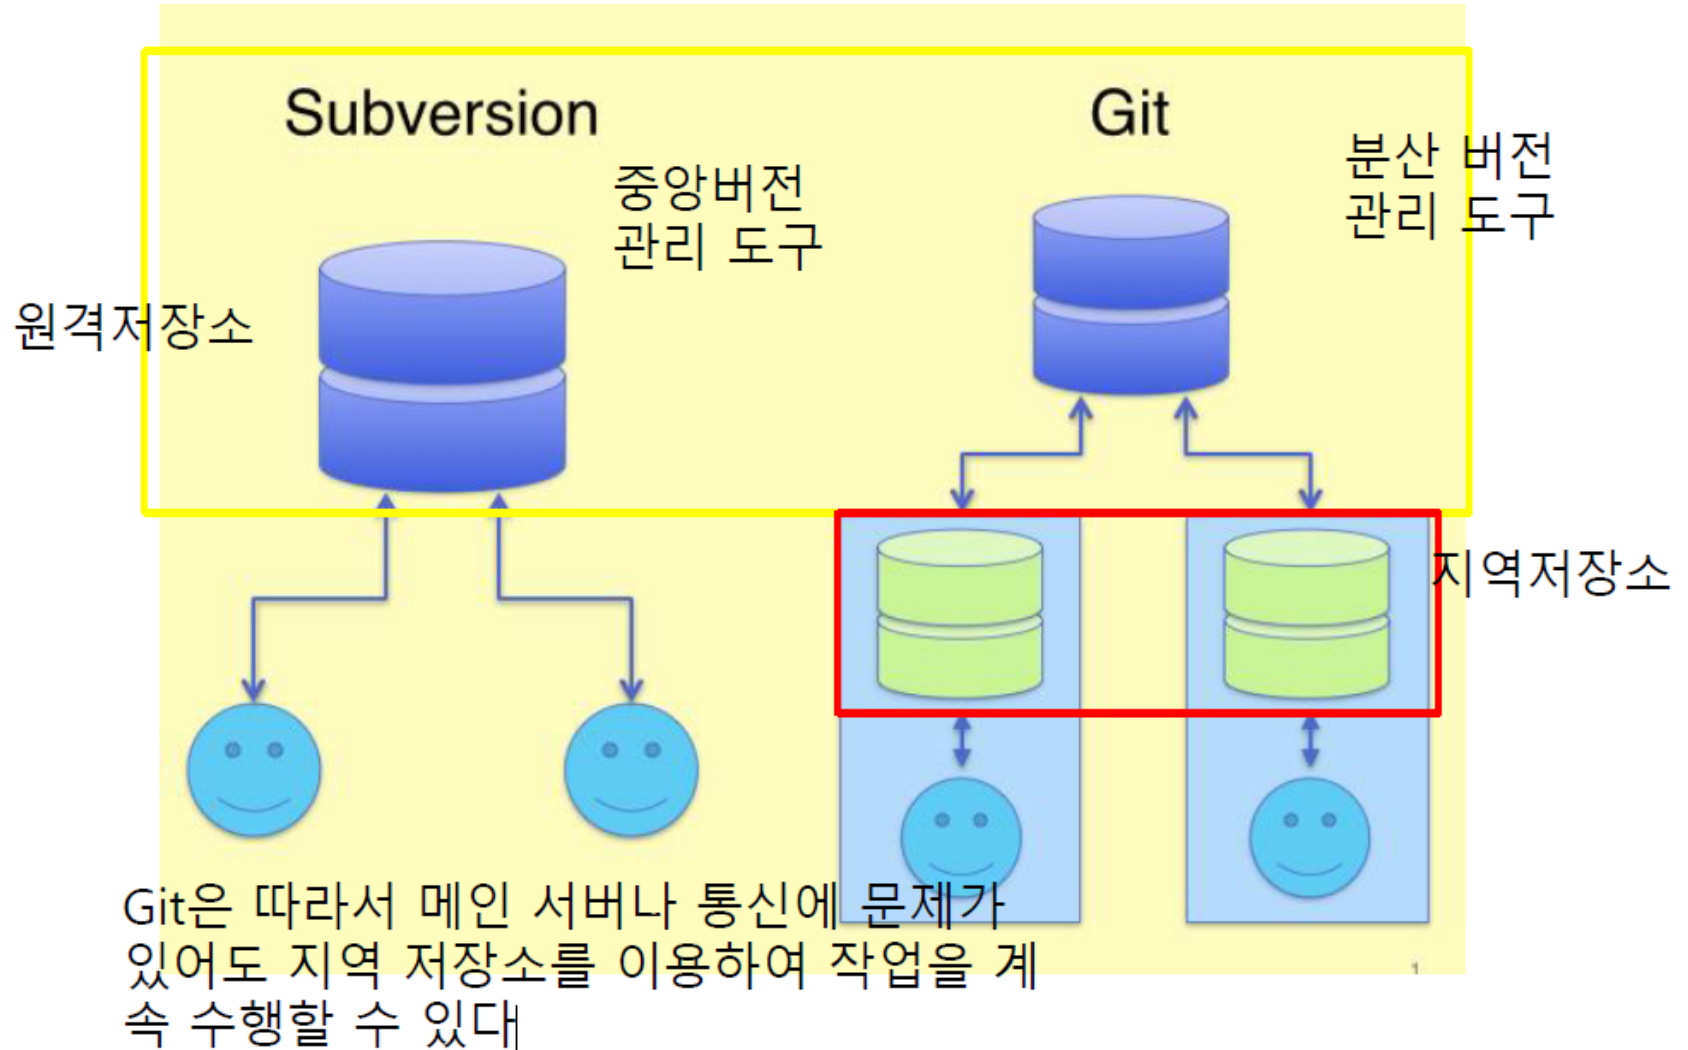 Subversion
Git
중앙버전
관리 도구
분산 버전
관리 도구
원격저장소
지역저장소
Git은 따라서 메인 서버나 통신에 문제가
있어도 지역 저장소를 이용하여 작업을 계
속 수행할 수 있다
1